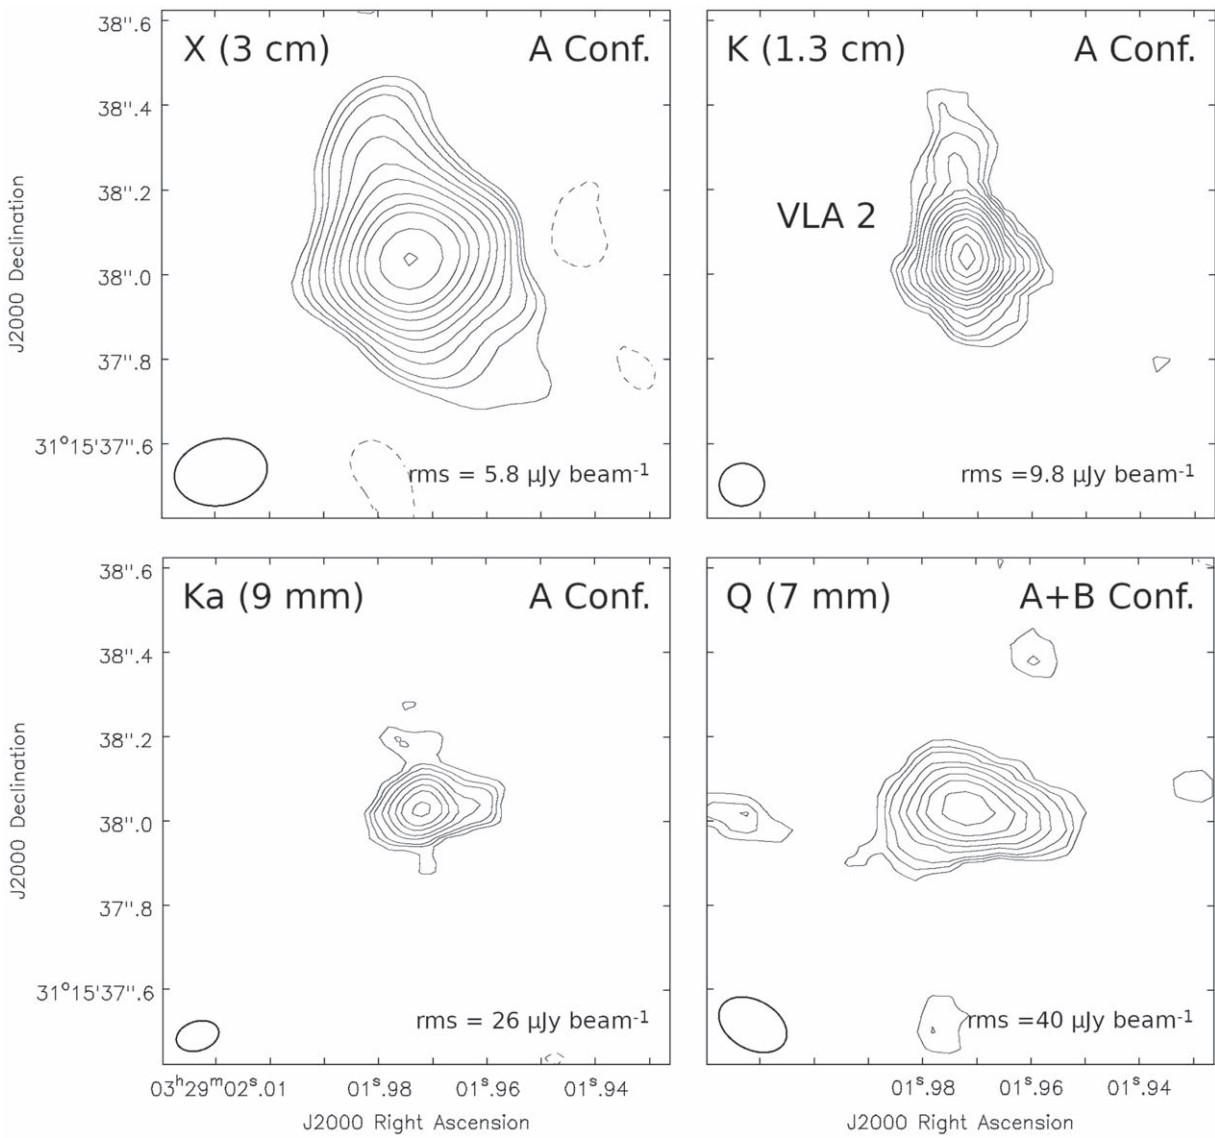 X (3 cm) A Conf.
38".6
38".4
38".2
38".0
37".8
31°15'37".6
J2000 Declination
rms = 5.8 μJy beam⁻¹
K (1.3 cm) A Conf.
VLA 2
rms =9.8 μJy beam⁻¹
Ka (9 mm) A Conf.
38".6
38".4
38".2
38".0
37".8
31°15'37".6
J2000 Declination
rms = 26 μJy beam⁻¹
03ʰ29ᵐ02ˢ.01 01ˢ.98 01ˢ.96 01ˢ.94
J2000 Right Ascension
Q (7 mm) A+B Conf.
rms =40 μJy beam⁻¹
01ˢ.98 01ˢ.96 01ˢ.94
J2000 Right Ascension